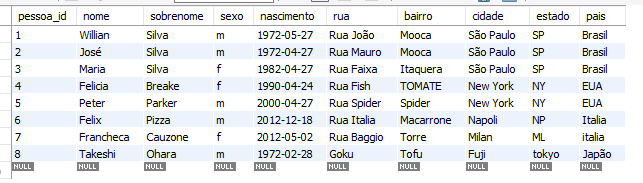 pessoa_id nome sobrenome sexo nascimento rua bairro cidade estado pais
1 Willian Silva m 1972-05-27 Rua João Mooca São Paulo SP Brasil
2 José Silva m 1972-04-27 Rua Mauro Mooca São Paulo SP Brasil
3 Maria Silva f 1982-04-27 Rua Faixa Itaquera São Paulo SP Brasil
4 Felicia Breake f 1990-04-24 Rua Fish TOMATE New York NY EUA
5 Peter Parker m 2000-04-27 Rua Spider Spider New York NY EUA
6 Felix Pizza m 2012-12-18 Rua Italia Macarrone Napoli NP Italia
7 Francheca Cauzone f 2012-05-02 Rua Baggio Torre Milan ML italia
8 Takeshi Ohara m 1972-02-28 Goku Tofu Fuji tokyo Japão
NULL NULL NULL NULL NULL NULL NULL NULL NULL NULL